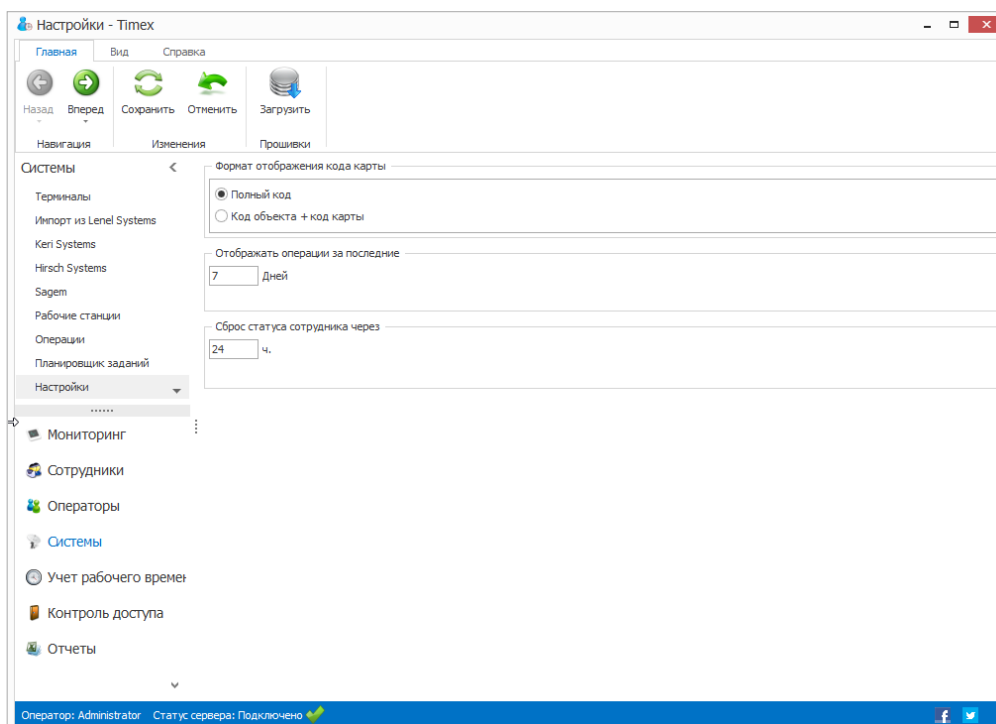 Настройки - Timex
Главная Вид Справка
Назад Вперед Сохранить Отменить Загрузить
Навигация Изменения Прошивки
Системы
Терминалы
Импорт из Lenel Systems
Keri Systems
Hirsch Systems
Sagem
Рабочие станции
Операции
Планировщик заданий
Настройки
Мониторинг
Сотрудники
Операторы
Системы
Учет рабочего времен
Контроль доступа
Отчеты
Формат отображения кода карты
Полный код
Код объекта + код карты
Отображать операции за последние
7 Дней
Сброс статуса сотрудника через
24 ч.
Оператор: Administrator Статус сервера: Подключено